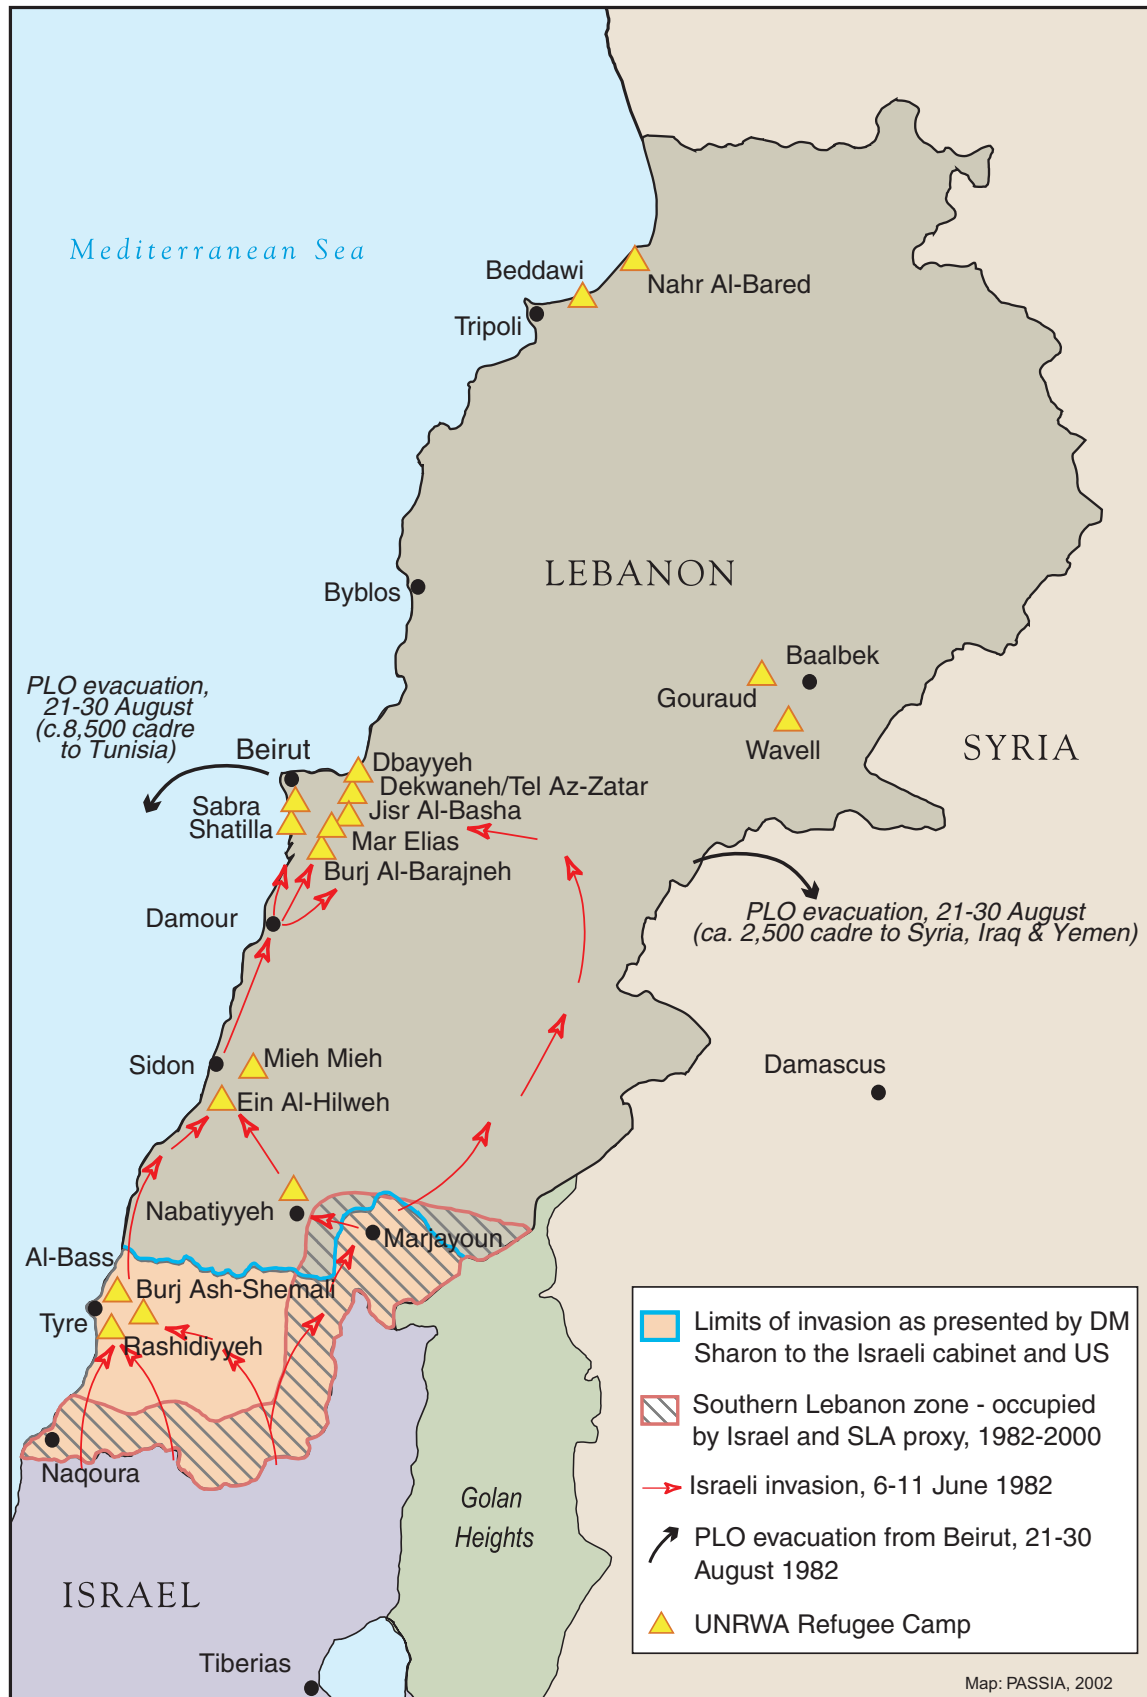 Mediterranean Sea
Beddawi
Nahr Al-Bared
Tripoli
LEBANON
Byblos
Baalbek
Gouraud
Wavell
SYRIA
PLO evacuation,
21-30 August
(c.8,500 cadre
to Tunisia)
Beirut
Dbayyeh
Dekwaneh/Tel Az-Zatar
Sabra
Jisr Al-Basha
Shatilla
Mar Elias
Burj Al-Barajneh
Damour
PLO evacuation, 21-30 August
(ca. 2,500 cadre to Syria, Iraq & Yemen)
Sidon
Mieh Mieh
Damascus
Ein Al-Hilweh
Nabatiyyeh
Marjayoun
Al-Bass
Burj Ash-Shemali
Tyre
Rashidiyyeh
Naqoura
Golan
Heights
ISRAEL
Tiberias
Limits of invasion as presented by DM
Sharon to the Israeli cabinet and US
Southern Lebanon zone - occupied
by Israel and SLA proxy, 1982-2000
Israeli invasion, 6-11 June 1982
PLO evacuation from Beirut, 21-30
August 1982
UNRWA Refugee Camp
Map: PASSIA, 2002